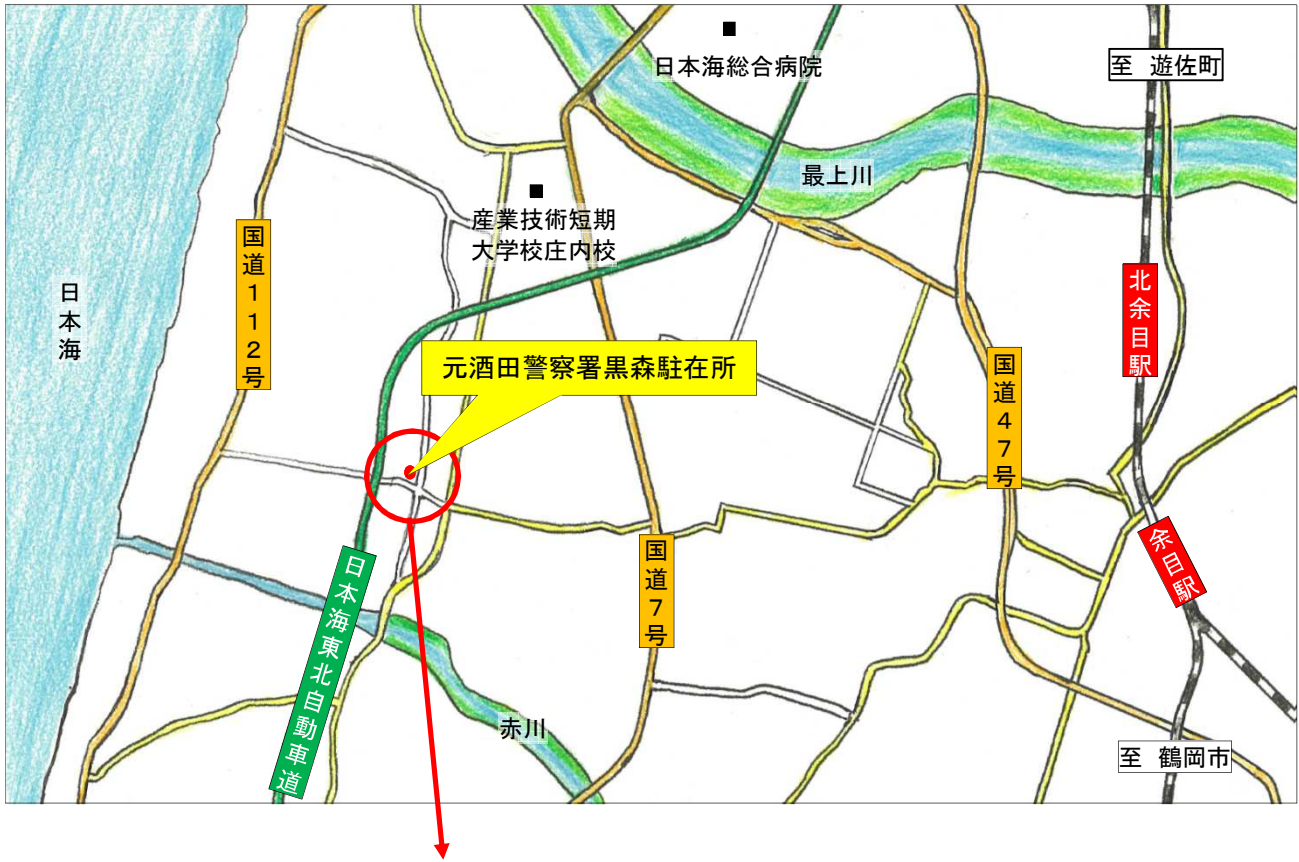 日本海総合病院
至 遊佐町
最上川
産業技術短期
大学校庄内校
国道112号
日本海
北余目駅
元酒田警察署黒森駐在所
国道47号
国道7号
余目駅
日本海東北自動車道
赤川
至 鶴岡市